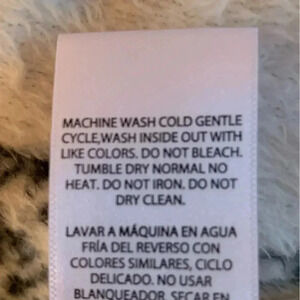 MACHINE WASH COLD GENTLE
CYCLE,WASH INSIDE OUT WITH
LIKE COLORS. DO NOT BLEACH.
TUMBLE DRY NORMAL NO
HEAT. DO NOT IRON. DO NOT
DRY CLEAN.
LAVAR A MÁQUINA EN AGUA
FRÍA DEL REVERSO CON
COLORES SIMILARES, CICLO
DELICADO. NO USAR
BLANQUEADOR. SECAR EN